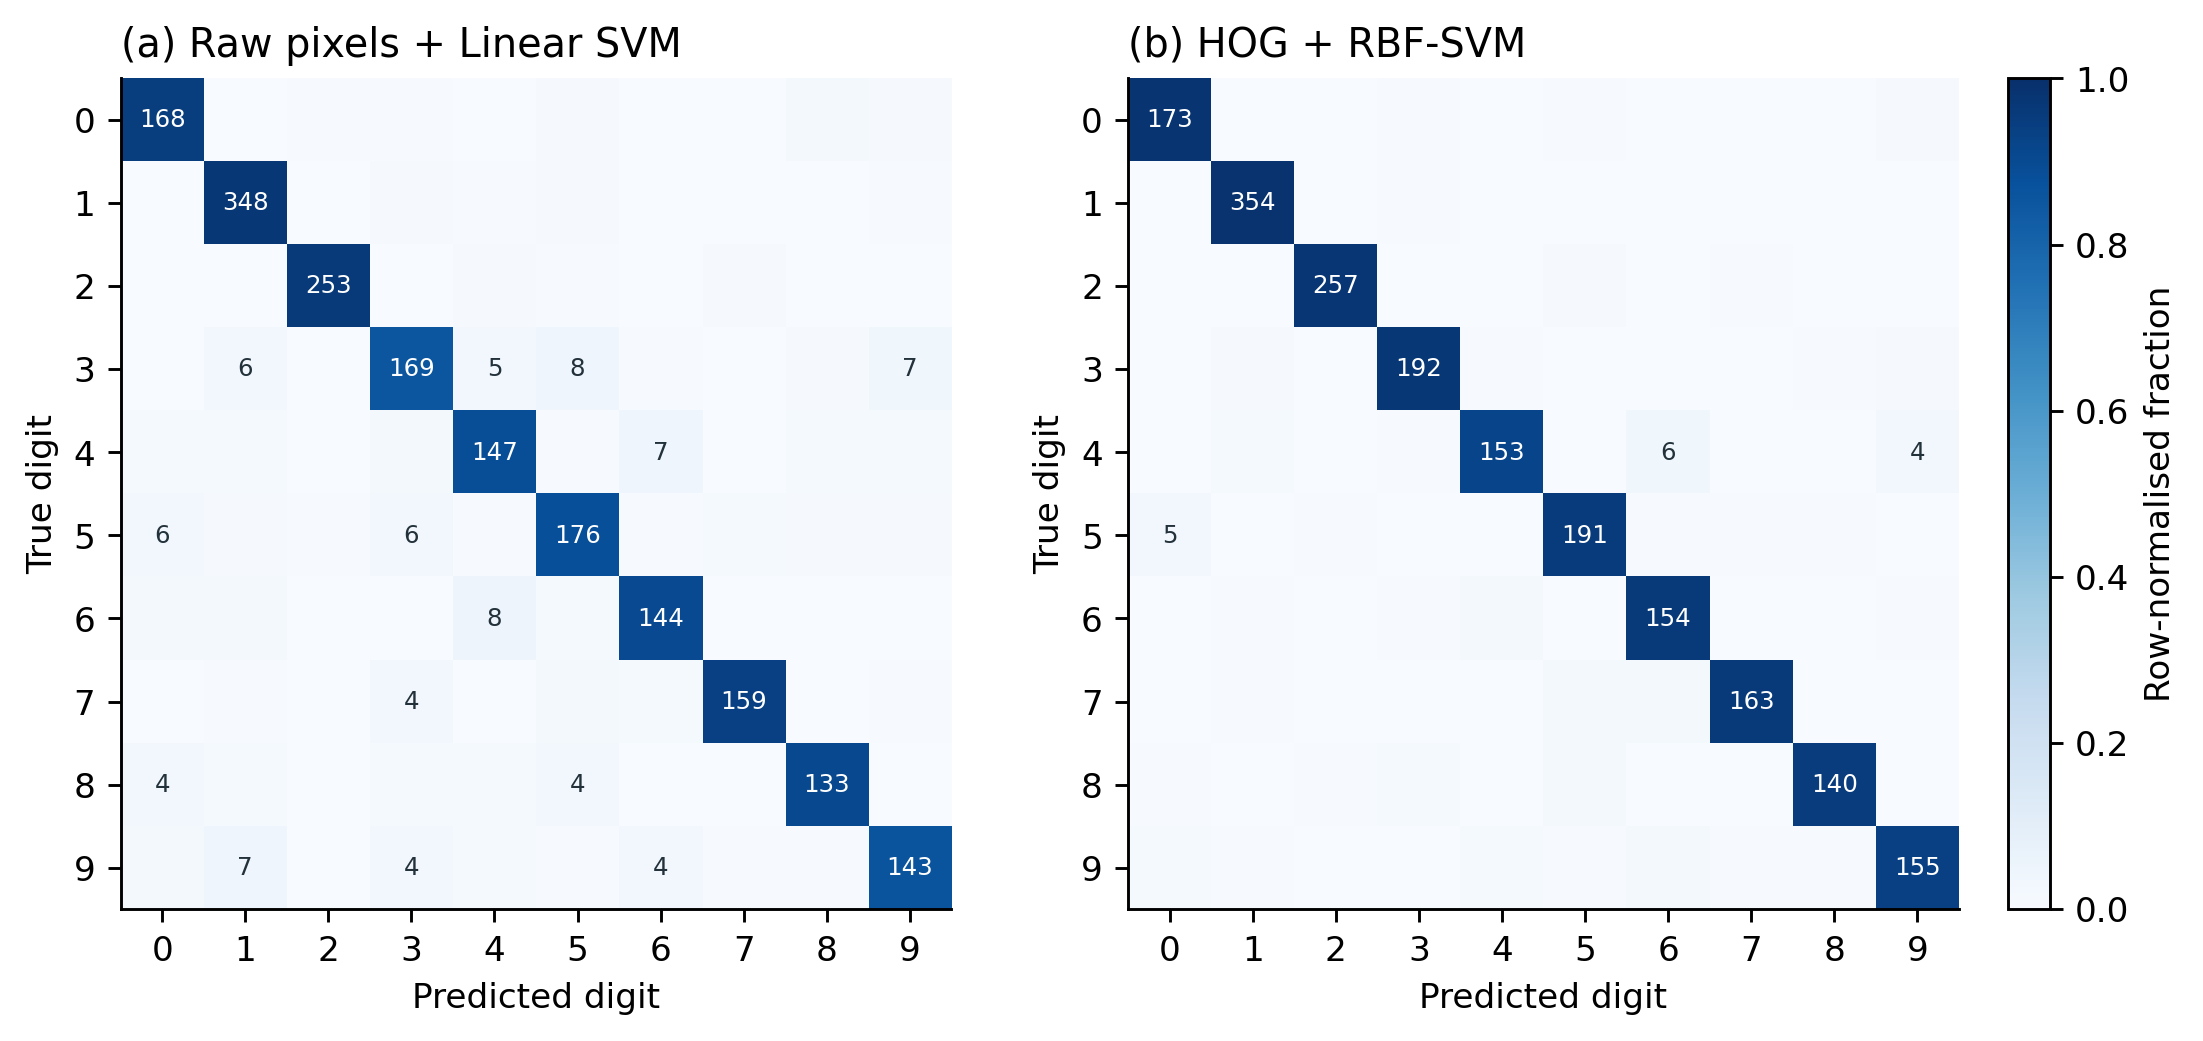 (a) Raw pixels + Linear SVM
True digit
0 168
1 348
2 253
3 6 169 5 8 7
4 147 7
5 6 6 176
6 8 144
7 4 159
8 4 4 133
9 7 4 4 143
0 1 2 3 4 5 6 7 8 9
Predicted digit
(b) HOG + RBF-SVM
True digit
0 173
1 354
2 257
3 192
4 153 6 4
5 5 191
6 154
7 163
8 140
9 155
0 1 2 3 4 5 6 7 8 9
Predicted digit
1.0
0.8
0.6
0.4
0.2
0.0
Row-normalised fraction